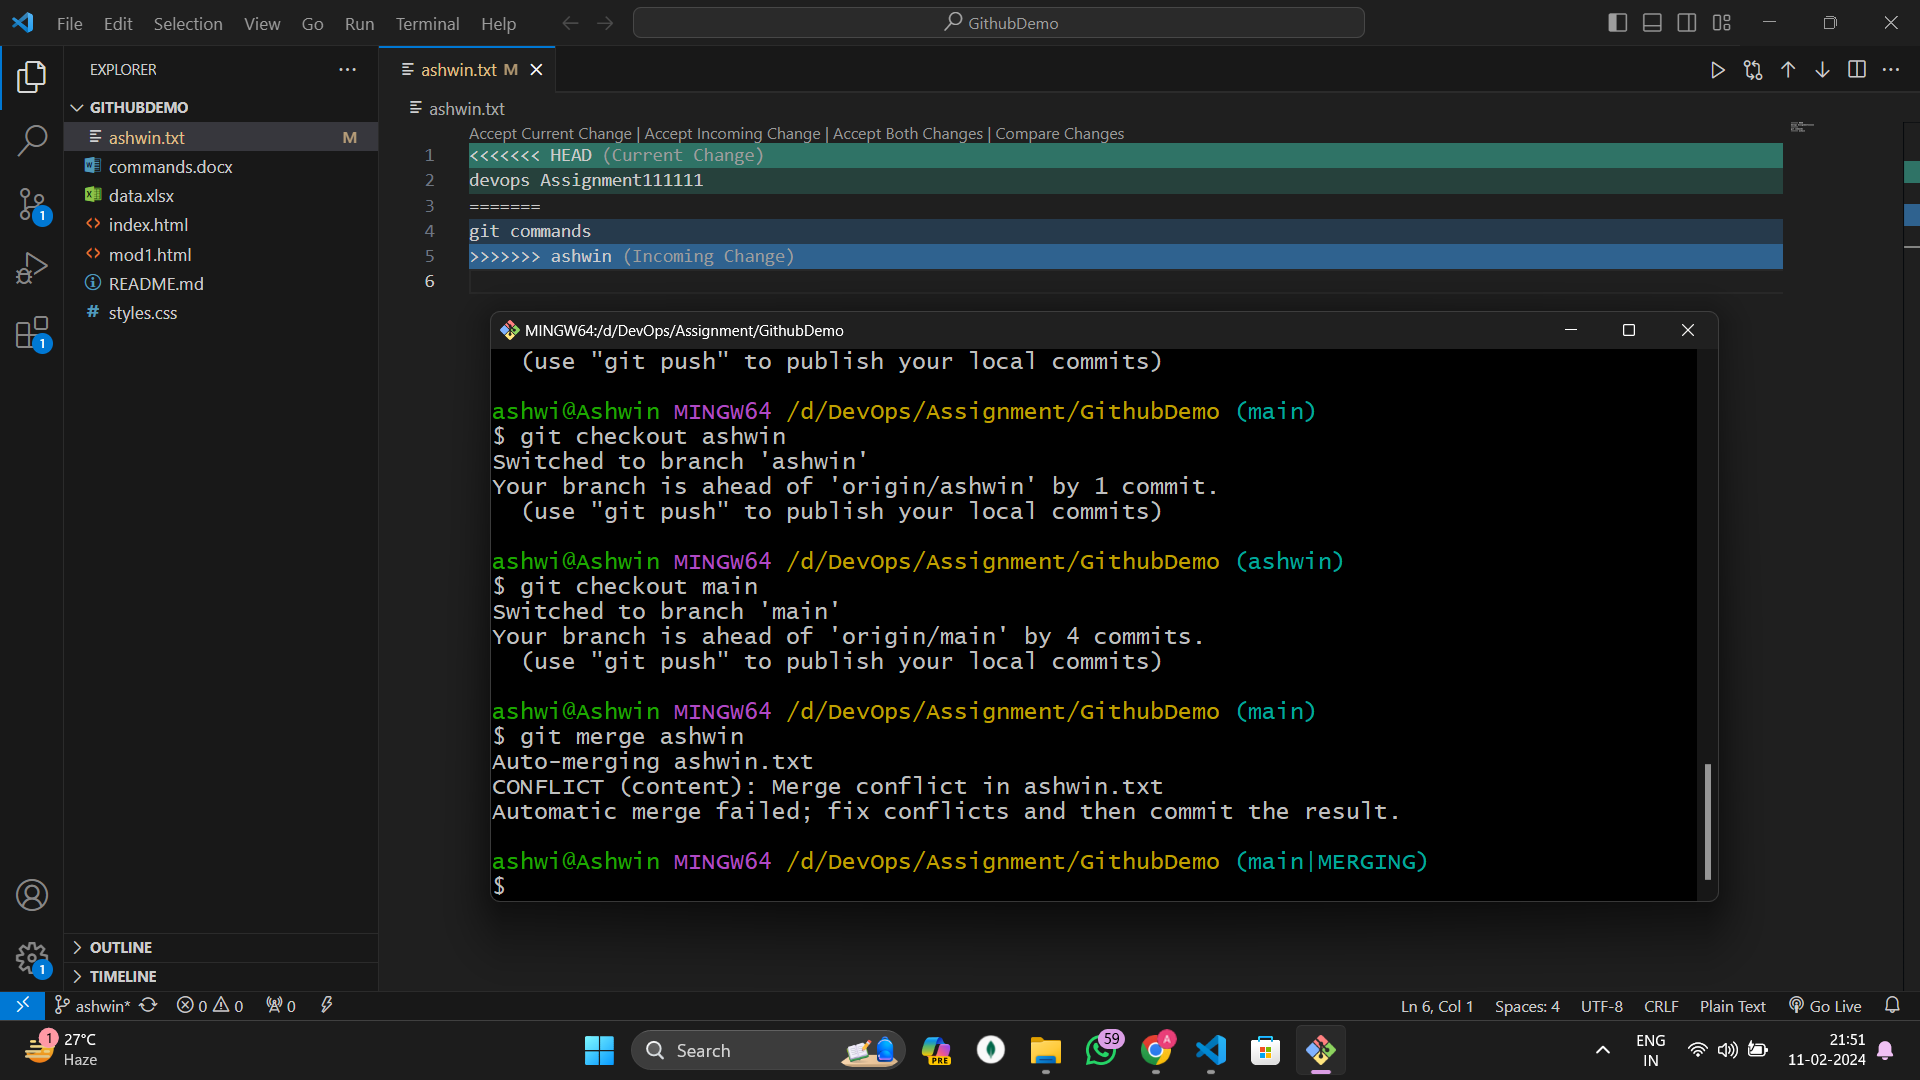 File Edit Selection View Go Run Terminal Help
GithubDemo
EXPLORER
ashwin.txt M
GITHUBDEMO
ashwin.txt M
commands.docx
data.xlsx
index.html
mod1.html
README.md
styles.css
ashwin.txt
Accept Current Change | Accept Incoming Change | Accept Both Changes | Compare Changes
1 <<<<<<< HEAD (Current Change)
2 devops Assignment111111
3 =======
4 git commands
5 >>>>>>> ashwin (Incoming Change)
6
MINGW64:/d/DevOps/Assignment/GithubDemo
(use "git push" to publish your local commits)
ashwi@Ashwin MINGW64 /d/DevOps/Assignment/GithubDemo (main)
$ git checkout ashwin
Switched to branch 'ashwin'
Your branch is ahead of 'origin/ashwin' by 1 commit.
(use "git push" to publish your local commits)
ashwi@Ashwin MINGW64 /d/DevOps/Assignment/GithubDemo (ashwin)
$ git checkout main
Switched to branch 'main'
Your branch is ahead of 'origin/main' by 4 commits.
(use "git push" to publish your local commits)
ashwi@Ashwin MINGW64 /d/DevOps/Assignment/GithubDemo (main)
$ git merge ashwin
Auto-merging ashwin.txt
CONFLICT (content): Merge conflict in ashwin.txt
Automatic merge failed; fix conflicts and then commit the result.
ashwi@Ashwin MINGW64 /d/DevOps/Assignment/GithubDemo (main|MERGING)
$
1
1
1
OUTLINE
TIMELINE
ashwin* 0 0 0
Ln 6, Col 1 Spaces: 4 UTF-8 CRLF Plain Text Go Live
1
27°C
Haze
Search
PRE
59
A
ENG
IN
21:51
11-02-2024